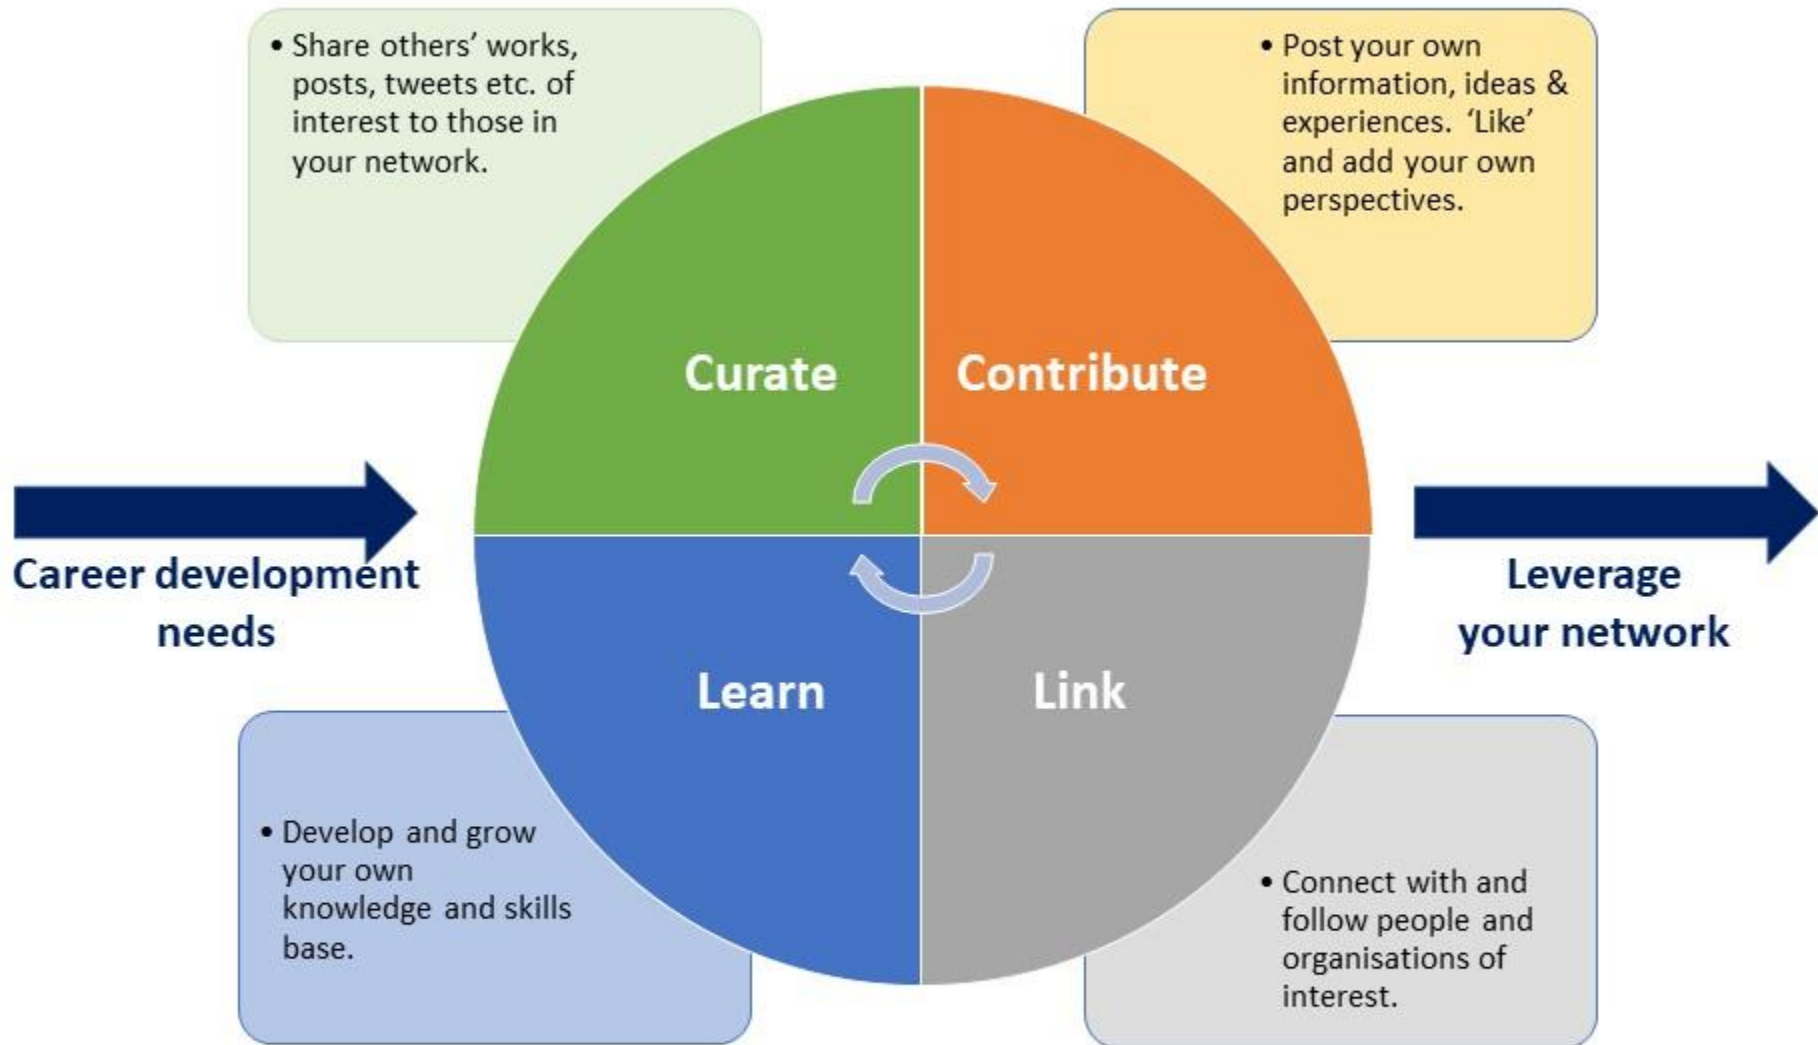 • Share others’ works,
posts, tweets etc. of
interest to those in
your network.
• Post your own
information, ideas &
experiences. ‘Like’
and add your own
perspectives.
Curate
Contribute
Career development
needs
Leverage
your network
Learn
Link
• Develop and grow
your own
knowledge and skills
base.
• Connect with and
follow people and
organisations of
interest.